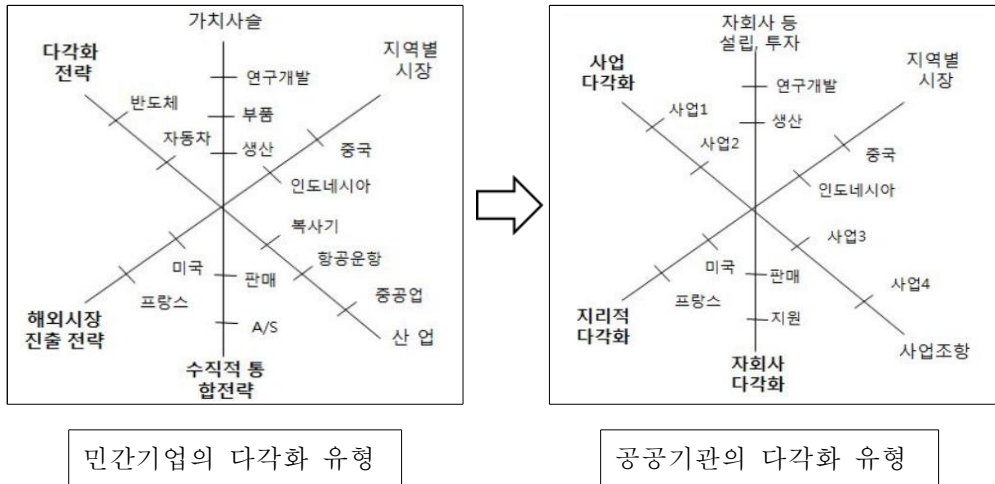 가치사슬
다각화
전략
지역별
시장
연구개발
반도체
부품
자동차
생산
중국
인도네시아
복사기
항공운항
미국
판매
중공업
프랑스
해외시장
진출 전략
A/S
산 업
수직적 통
합전략
민간기업의 다각화 유형
자회사 등
설립, 투자
사업
다각화
지역별
시장
연구개발
사업1
생산
사업2
중국
인도네시아
사업3
미국
판매
사업4
프랑스
지리적
다각화
지원
사업조항
자회사
다각화
공공기관의 다각화 유형